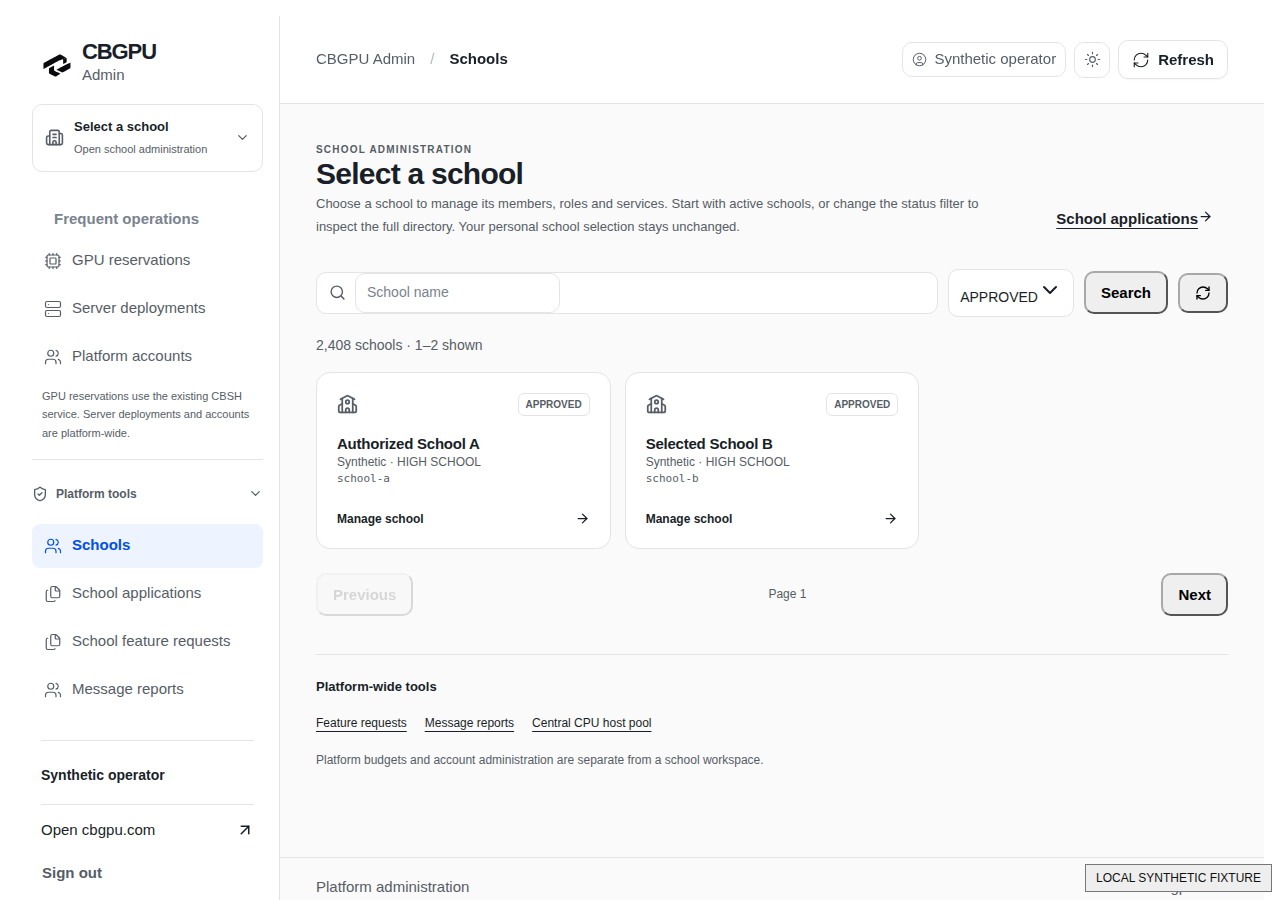 CBGPU
Admin
Select a school
Open school administration
Frequent operations
GPU reservations
Server deployments
Platform accounts
GPU reservations use the existing CBSH
service. Server deployments and accounts
are platform-wide.
Platform tools
Schools
School applications
School feature requests
Message reports
Synthetic operator
Open cbgpu.com
Sign out
CBGPU Admin / Schools
Synthetic operator
Refresh
SCHOOL ADMINISTRATION
Select a school
Choose a school to manage its members, roles and services. Start with active schools, or change the status filter to
inspect the full directory. Your personal school selection stays unchanged.
School applications
School name
APPROVED
Search
2,408 schools · 1–2 shown
APPROVED
Authorized School A
Synthetic · HIGH SCHOOL
school-a
Manage school
APPROVED
Selected School B
Synthetic · HIGH SCHOOL
school-b
Manage school
Previous
Page 1
Next
Platform-wide tools
Feature requests Message reports Central CPU host pool
Platform budgets and account administration are separate from a school workspace.
Platform administration
LOCAL SYNTHETIC FIXTURE